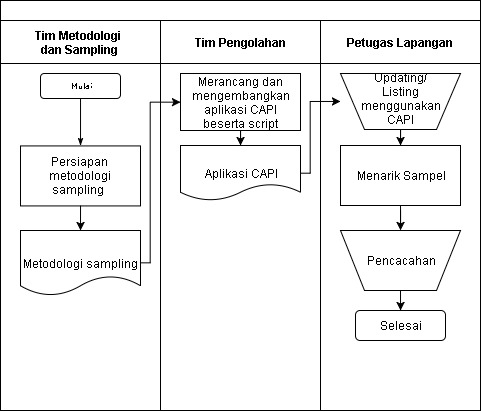 Tim Metodologi
dan Sampling
Tim Pengolahan
Petugas Lapangan
Mulai
Persiapan
metodologi
sampling
Metodologi sampling
Merancang dan
mengembangkan
aplikasi CAPI
beserta script
Aplikasi CAPI
Updating/
Listing
menggunakan
CAPI
Menarik Sampel
Pencacahan
Selesai